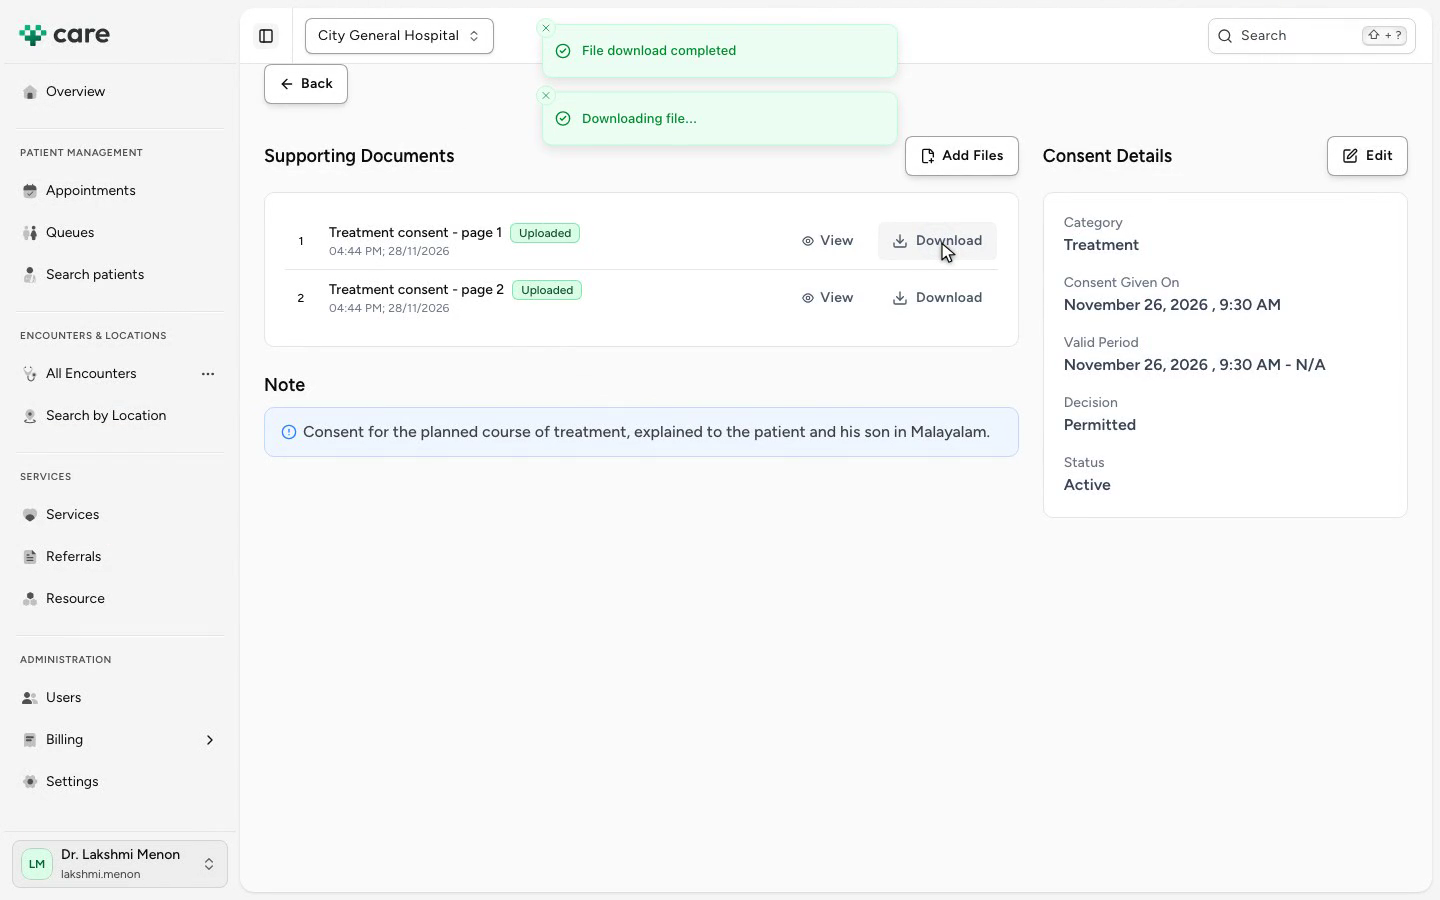 care
City General Hospital
Search
⇧ + ?
File download completed
Downloading file...
Back
Overview
PATIENT MANAGEMENT
Appointments
Queues
Search patients
ENCOUNTERS & LOCATIONS
All Encounters
Search by Location
SERVICES
Services
Referrals
Resource
ADMINISTRATION
Users
Billing
Settings
LM
Dr. Lakshmi Menon
lakshmi.menon
Supporting Documents
Add Files
1
Treatment consent - page 1
Uploaded
04:44 PM; 28/11/2026
View
Download
2
Treatment consent - page 2
Uploaded
04:44 PM; 28/11/2026
View
Download
Note
Consent for the planned course of treatment, explained to the patient and his son in Malayalam.
Consent Details
Edit
Category
Treatment
Consent Given On
November 26, 2026 , 9:30 AM
Valid Period
November 26, 2026 , 9:30 AM - N/A
Decision
Permitted
Status
Active